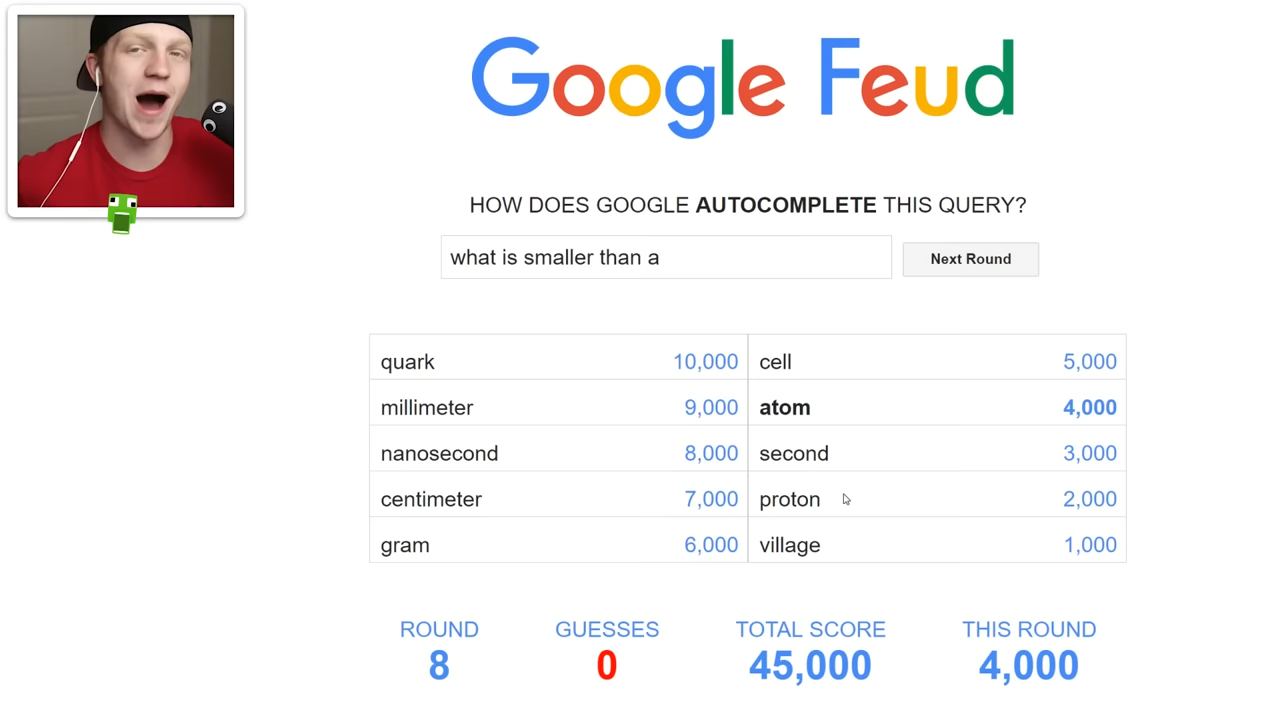 Google Feud
HOW DOES GOOGLE AUTOCOMPLETE THIS QUERY?
what is smaller than a
Next Round
quark 10,000
millimeter 9,000
nanosecond 8,000
centimeter 7,000
gram 6,000
cell 5,000
atom 4,000
second 3,000
proton 2,000
village 1,000
ROUND GUESSES TOTAL SCORE THIS ROUND
8 0 45,000 4,000